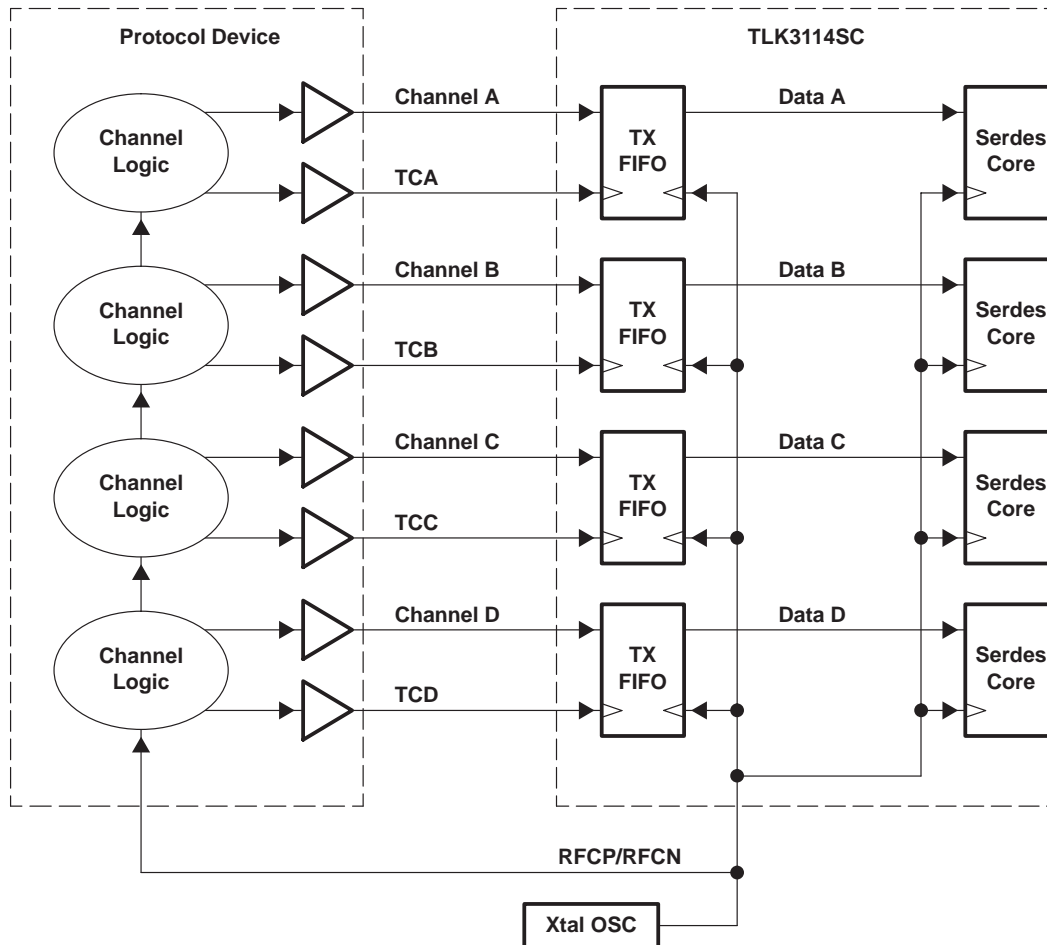 Protocol Device
TLK3114SC
Channel
Logic
Channel A
TCA
TX
FIFO
Data A
Serdes
Core
Channel
Logic
Channel B
TCB
TX
FIFO
Data B
Serdes
Core
Channel
Logic
Channel C
TCC
TX
FIFO
Data C
Serdes
Core
Channel
Logic
Channel D
TCD
TX
FIFO
Data D
Serdes
Core
RFCP/RFCN
Xtal OSC